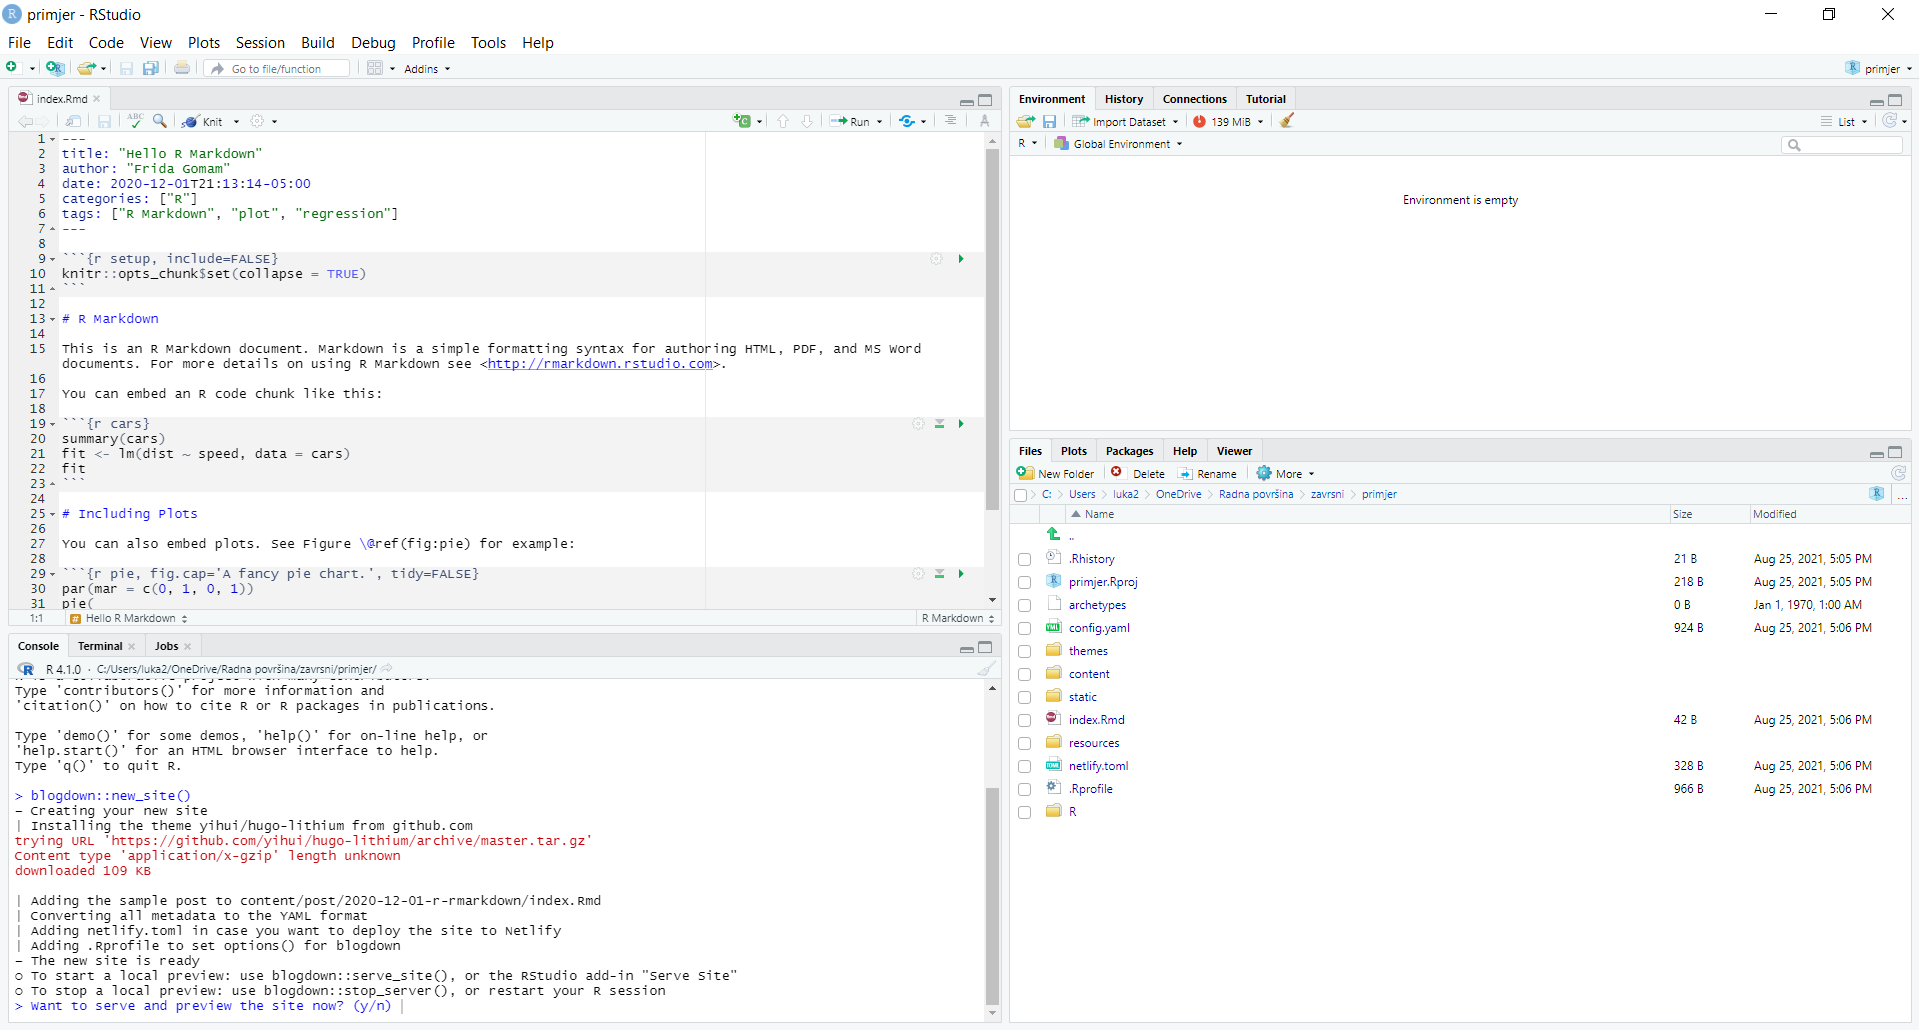 primjer - RStudio
File Edit Code View Plots Session Build Debug Profile Tools Help
Go to file/function Addins primjer
index.Rmd
ABC Knit Run
1 ---
2 title: "Hello R Markdown"
3 author: "Frida Gomam"
4 date: 2020-12-01T21:13:14-05:00
5 categories: ["R"]
6 tags: ["R Markdown", "plot", "regression"]
7 ---
8
9 ```{r setup, include=FALSE}
10 knitr::opts_chunk$set(collapse = TRUE)
11 ```
12
13 # R Markdown
14
15 This is an R Markdown document. Markdown is a simple formatting syntax for authoring HTML, PDF, and MS Word
documents. For more details on using R Markdown see <http://rmarkdown.rstudio.com>.
16
17 You can embed an R code chunk like this:
18
19 ```{r cars}
20 summary(cars)
21 fit <- lm(dist ~ speed, data = cars)
22 fit
23 ```
24
25 # Including Plots
26
27 You can also embed plots. See Figure \@ref(fig:pie) for example:
28
29 ```{r pie, fig.cap='A fancy pie chart.', tidy=FALSE}
30 par(mar = c(0, 1, 0, 1))
31 pie(
1:1 Hello R Markdown R Markdown
Console Terminal Jobs
R 4.1.0 · C:/Users/luka2/OneDrive/Radna površina/zavrsni/primjer/
R is a collaborative project with many contributors.
Type 'contributors()' for more information and
'citation()' on how to cite R or R packages in publications.
Type 'demo()' for some demos, 'help()' for on-line help, or
'help.start()' for an HTML browser interface to help.
Type 'q()' to quit R.
> blogdown::new_site()
– Creating your new site
| Installing the theme yihui/hugo-lithium from github.com
trying URL 'https://github.com/yihui/hugo-lithium/archive/master.tar.gz'
Content type 'application/x-gzip' length unknown
downloaded 109 KB
| Adding the sample post to content/post/2020-12-01-r-rmarkdown/index.Rmd
| Converting all metadata to the YAML format
| Adding netlify.toml in case you want to deploy the site to Netlify
| Adding .Rprofile to set options() for blogdown
– The new site is ready
○ To start a local preview: use blogdown::serve_site(), or the RStudio add-in "Serve Site"
○ To stop a local preview: use blogdown::stop_server(), or restart your R session
> Want to serve and preview the site now? (y/n)
Environment History Connections Tutorial
Import Dataset 139 MiB List
R Global Environment
Environment is empty
Files Plots Packages Help Viewer
New Folder Delete Rename More
C: Users luka2 OneDrive Radna površina zavrsni primjer ...
Name Size Modified
..
.Rhistory 21 B Aug 25, 2021, 5:05 PM
primjer.Rproj 218 B Aug 25, 2021, 5:05 PM
archetypes 0 B Jan 1, 1970, 1:00 AM
config.yaml 924 B Aug 25, 2021, 5:06 PM
themes
content
static
index.Rmd 42 B Aug 25, 2021, 5:06 PM
resources
netlify.toml 328 B Aug 25, 2021, 5:06 PM
.Rprofile 966 B Aug 25, 2021, 5:06 PM
R